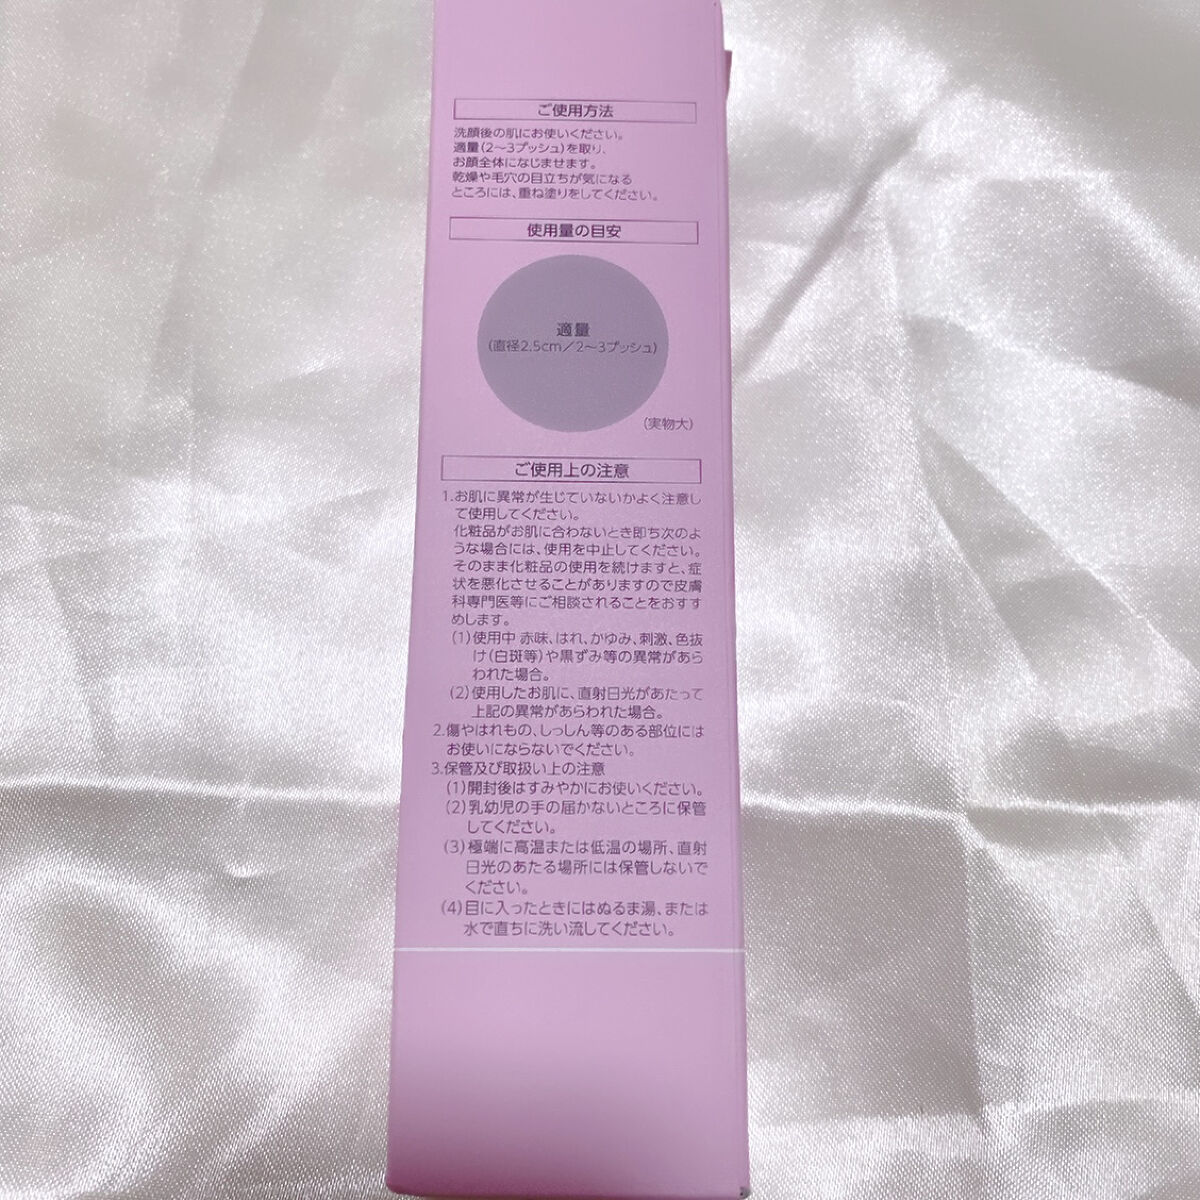 ご使用方法
洗顔後の肌にお使いください。
適量(2〜3プッシュ)を取り、
お顔全体になじませます。
乾燥や毛穴の目立ちが気になる
ところには、重ね塗りをしてください。
使用量の目安
適量
(直径2.5cm/2〜3プッシュ)
(実物大)
ご使用上の注意
1.お肌に異常が生じていないかよく注意し
て使用してください。
化粧品がお肌に合わないとき即ち次のよ
うな場合には、使用を中止してください。
そのまま化粧品の使用を続けますと、症
状を悪化させることがありますので皮膚
科専門医等にご相談されることをおすす
めします。
(1)使用中 赤味、はれ、かゆみ、刺激、色抜
け(白斑等)や黒ずみ等の異常があら
われた場合。
(2)使用したお肌に、直射日光があたって
上記の異常があらわれた場合。
2.傷やはれもの、しっしん等のある部位には
お使いにならないでください。
3.保管及び取扱い上の注意
(1)開封後はすみやかにお使いください。
(2)乳幼児の手の届かないところに保管
してください。
(3)極端に高温または低温の場所、直射
日光のあたる場所には保管しないで
ください。
(4)目に入ったときにはぬるま湯、または
水で直ちに洗い流してください。